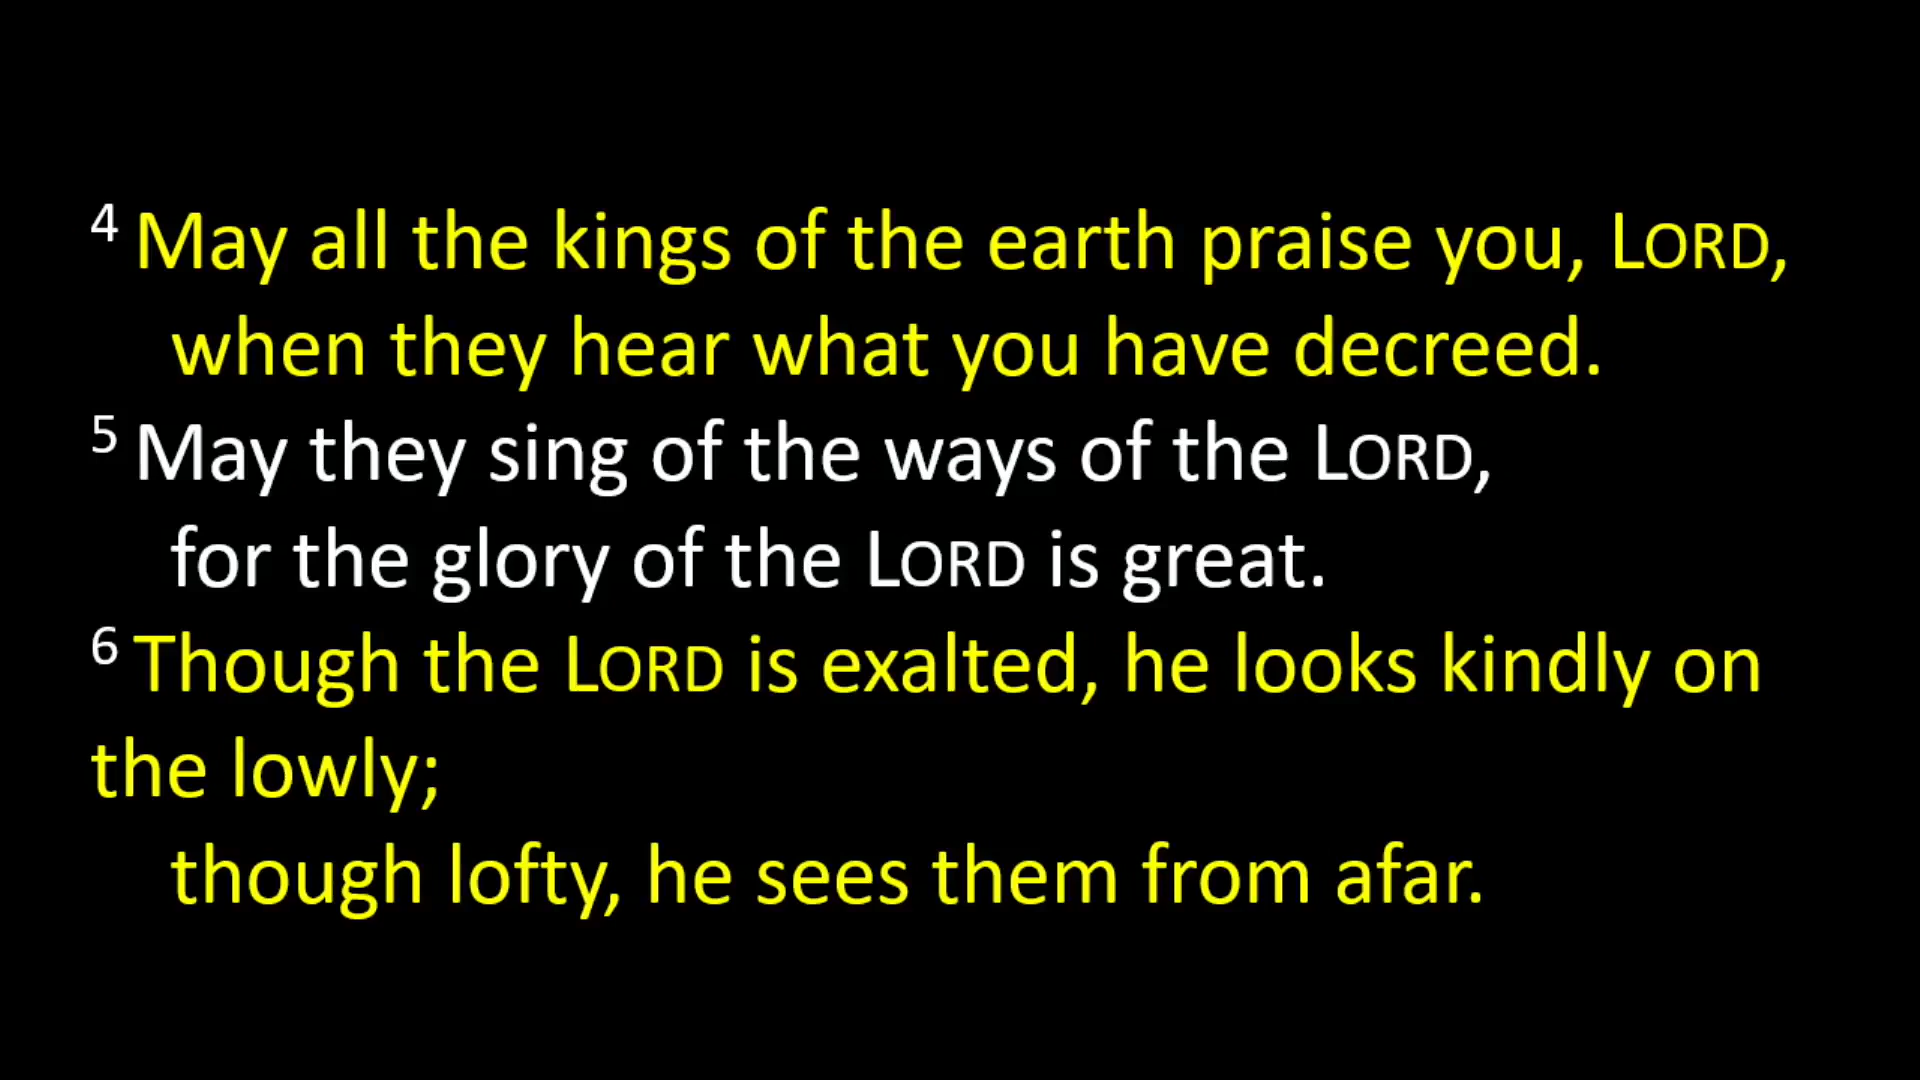 4 May all the kings of the earth praise you, LORD,
when they hear what you have decreed.
5 May they sing of the ways of the LORD,
for the glory of the LORD is great.
6 Though the LORD is exalted, he looks kindly on
the lowly;
though lofty, he sees them from afar.